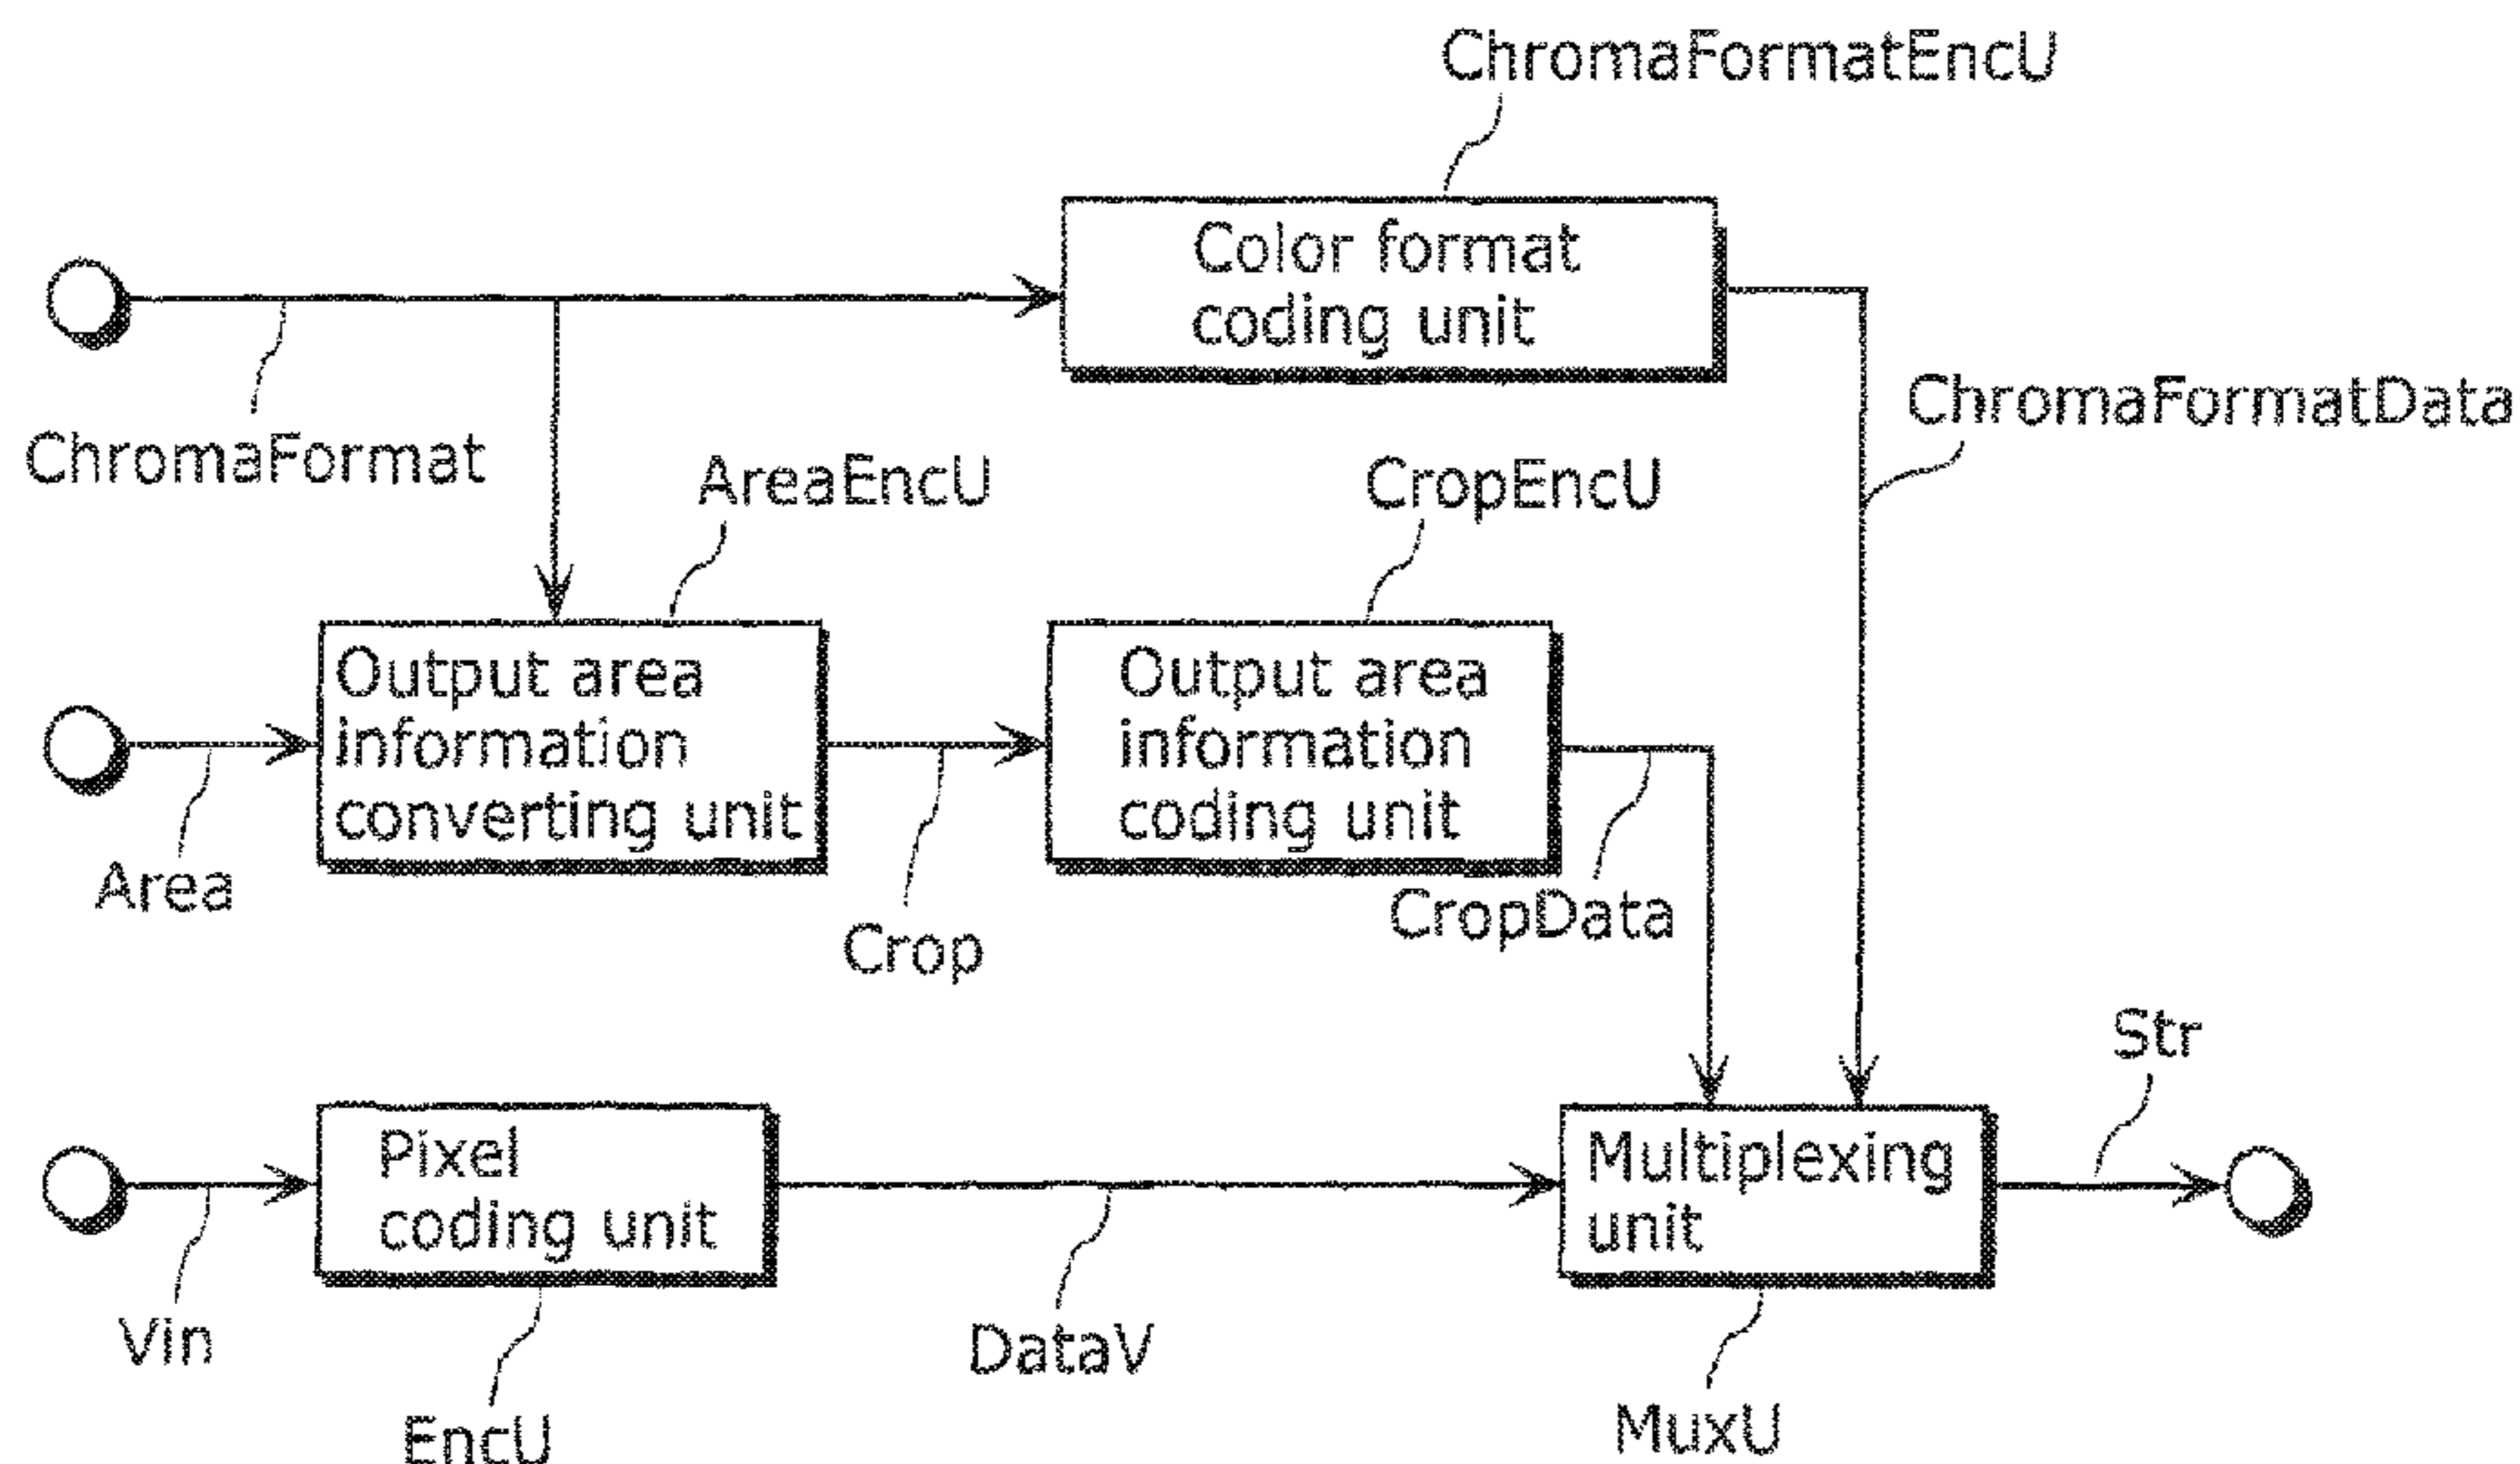 ChromaFormatEncU
Color format
coding unit
ChromaFormatData
ChromaFormat
AreaEncU
CropEncU
Output area
information
converting unit
Output area
information
coding unit
Area
Crop
CropData
Str
Pixel
coding unit
Multiplexing
unit
Vin
DataV
EncU
MuxU